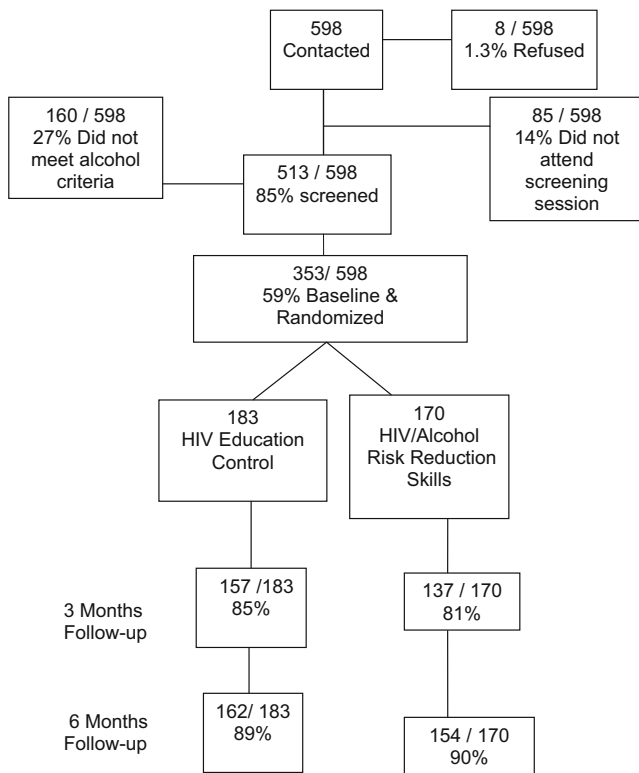 598
Contacted
8 / 598
1.3% Refused
160 / 598
27% Did not
meet alcohol
criteria
85 / 598
14% Did not
attend
screening
session
513 / 598
85% screened
353/ 598
59% Baseline &
Randomized
183
HIV Education
Control
170
HIV/Alcohol
Risk Reduction
Skills
3 Months
Follow-up
157 /183
85%
137 / 170
81%
6 Months
Follow-up
162/ 183
89%
154 / 170
90%